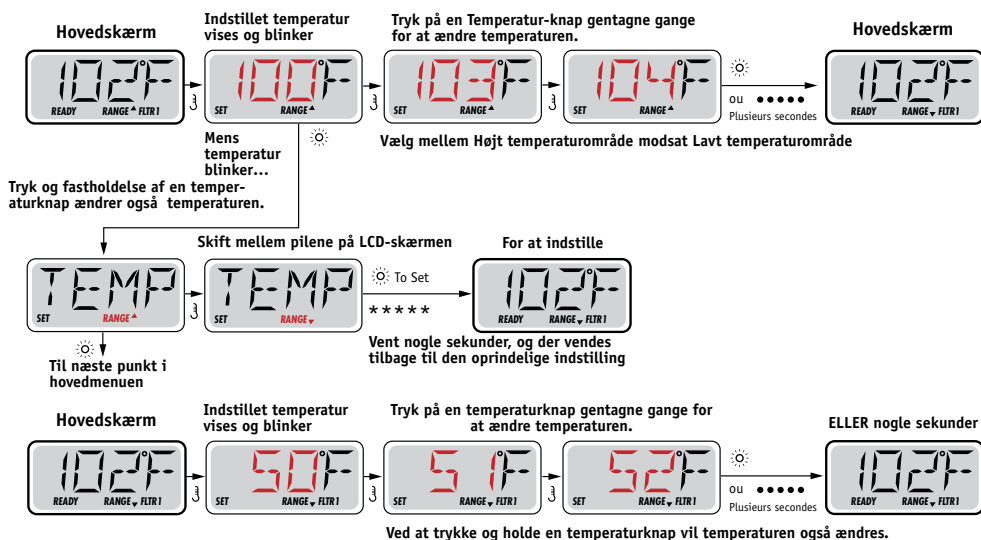 Hovedskærm
Indstillet temperatur
vises og blinker
Tryk på en Temperatur-knap gentagne gange
for at ændre temperaturen.
Hovedskærm
102°F
READY RANGE FLTR1
100°F
SET RANGE
103°F
SET RANGE
104°F
SET RANGE
ou
Plusieurs secondes
102°F
READY RANGE FLTR1
Mens
temperatur
blinker...
Vælg mellem Højt temperaturområde modsat Lavt temperaturområde
Tryk og fastholdelse af en temper-
aturknap ændrer også temperaturen.
Skift mellem pilene på LCD-skærmen
For at indstille
TEMP
SET RANGE
TEMP
SET RANGE
To Set
*****
102°F
READY RANGE FLTR1
Vent nogle sekunder, og der vendes
tilbage til den oprindelige indstilling
Til næste punkt i
hovedmenuen
Hovedskærm
Indstillet temperatur
vises og blinker
Tryk på en temperaturknap gentagne gange for
at ændre temperaturen.
ELLER nogle sekunder
102°F
READY RANGE FLTR1
50°F
SET RANGE FLTR1
51°F
SET RANGE FLTR1
52°F
SET RANGE FLTR1
ou
Plusieurs secondes
102°F
READY RANGE FLTR1
Ved at trykke og holde en temperaturknap vil temperaturen også ændres.